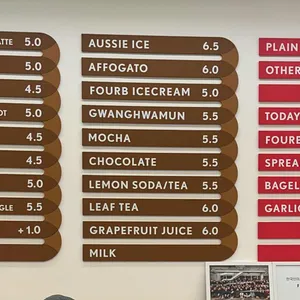 ATTE 5.0
5.0
4.5
OT 5.0
4.5
4.5
5.0
GLE 5.5
+1.0
AUSSIE ICE 6.5
AFFOGATO 6.0
FOURB ICECREAM 5.0
GWANGHWAMUN 5.5
MOCHA 5.5
CHOCOLATE 5.5
LEMON SODA/TEA 5.5
LEAF TEA 6.0
GRAPEFRUIT JUICE 6.0
MILK
PLAIN
OTHER
TODAY
FOURE
SPREA
BAGEL
GARLIC